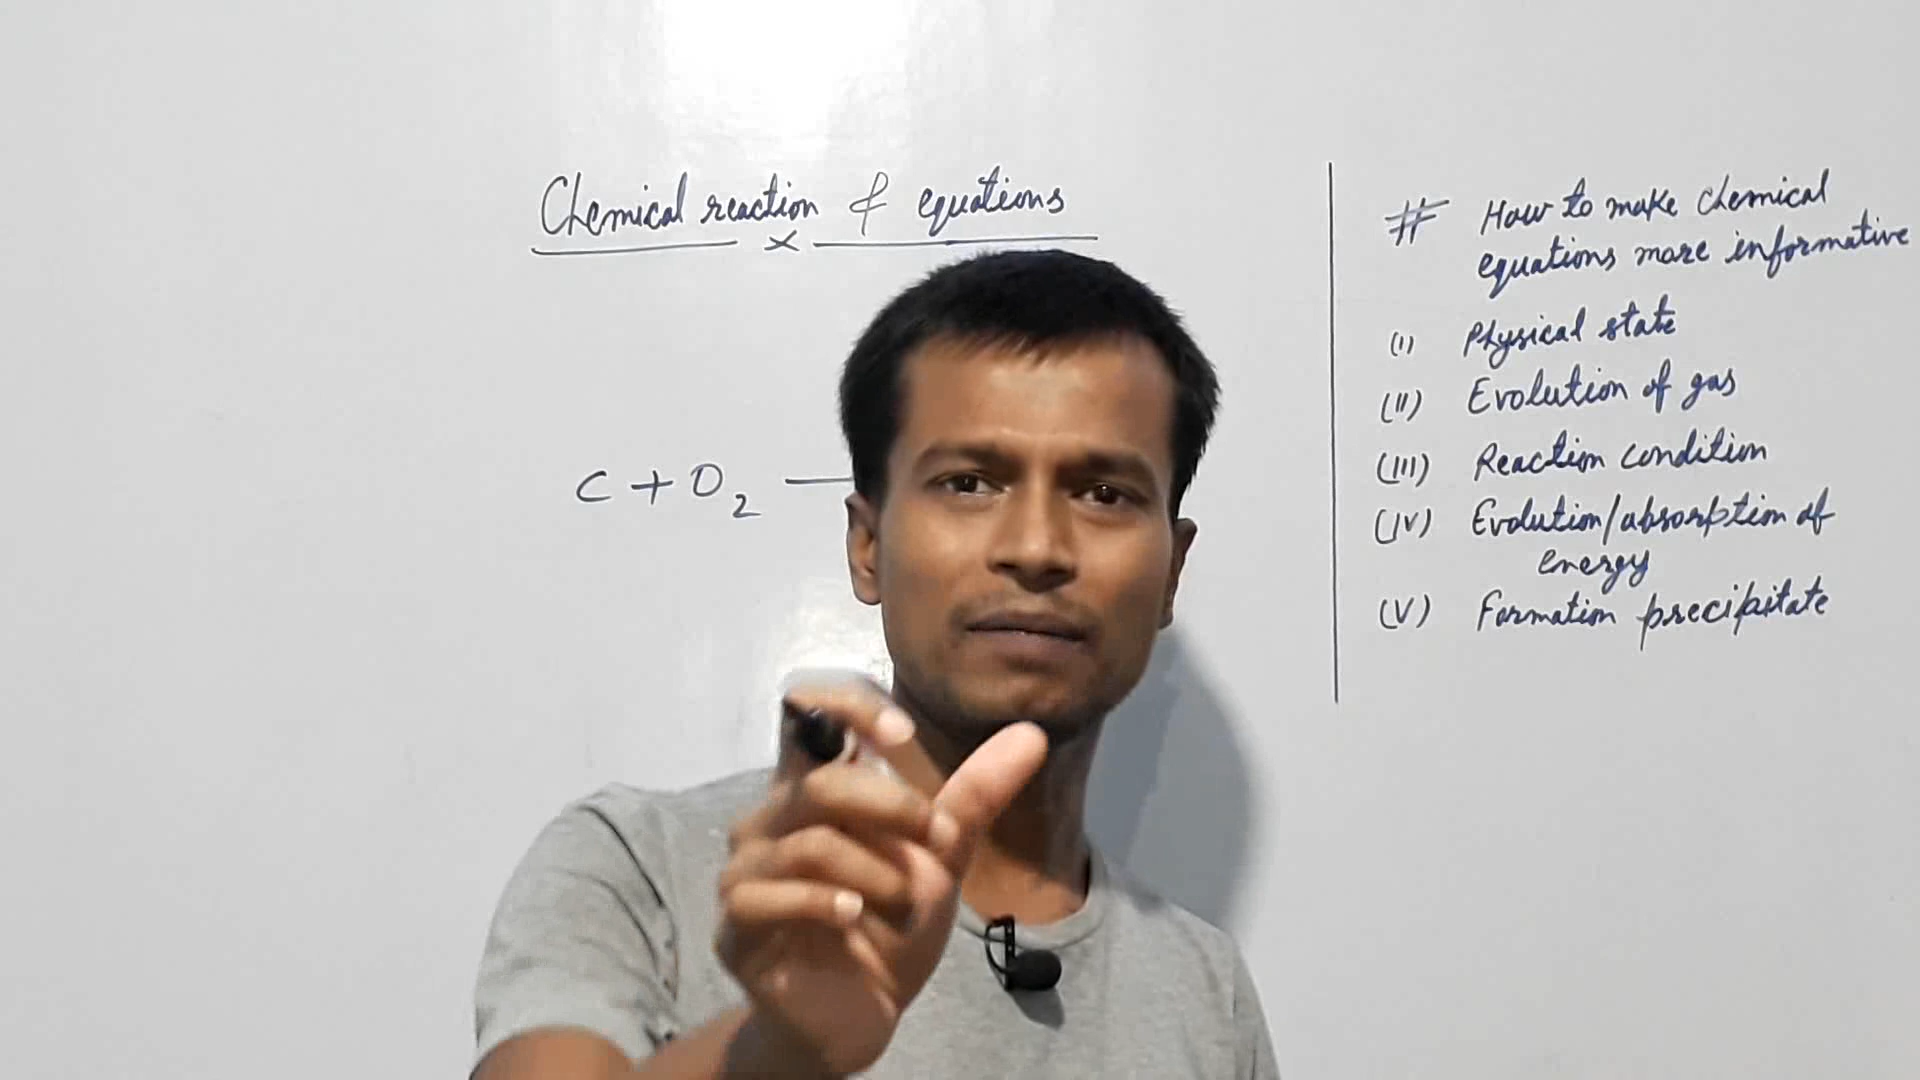 Chemical reaction & equations
x
C + O2 —
# How to make chemical
equations more informative
(I) Physical state
(II) Evolution of gas
(III) Reaction condition
(IV) Evolution/absorption of
energy
(V) Formation precipitate